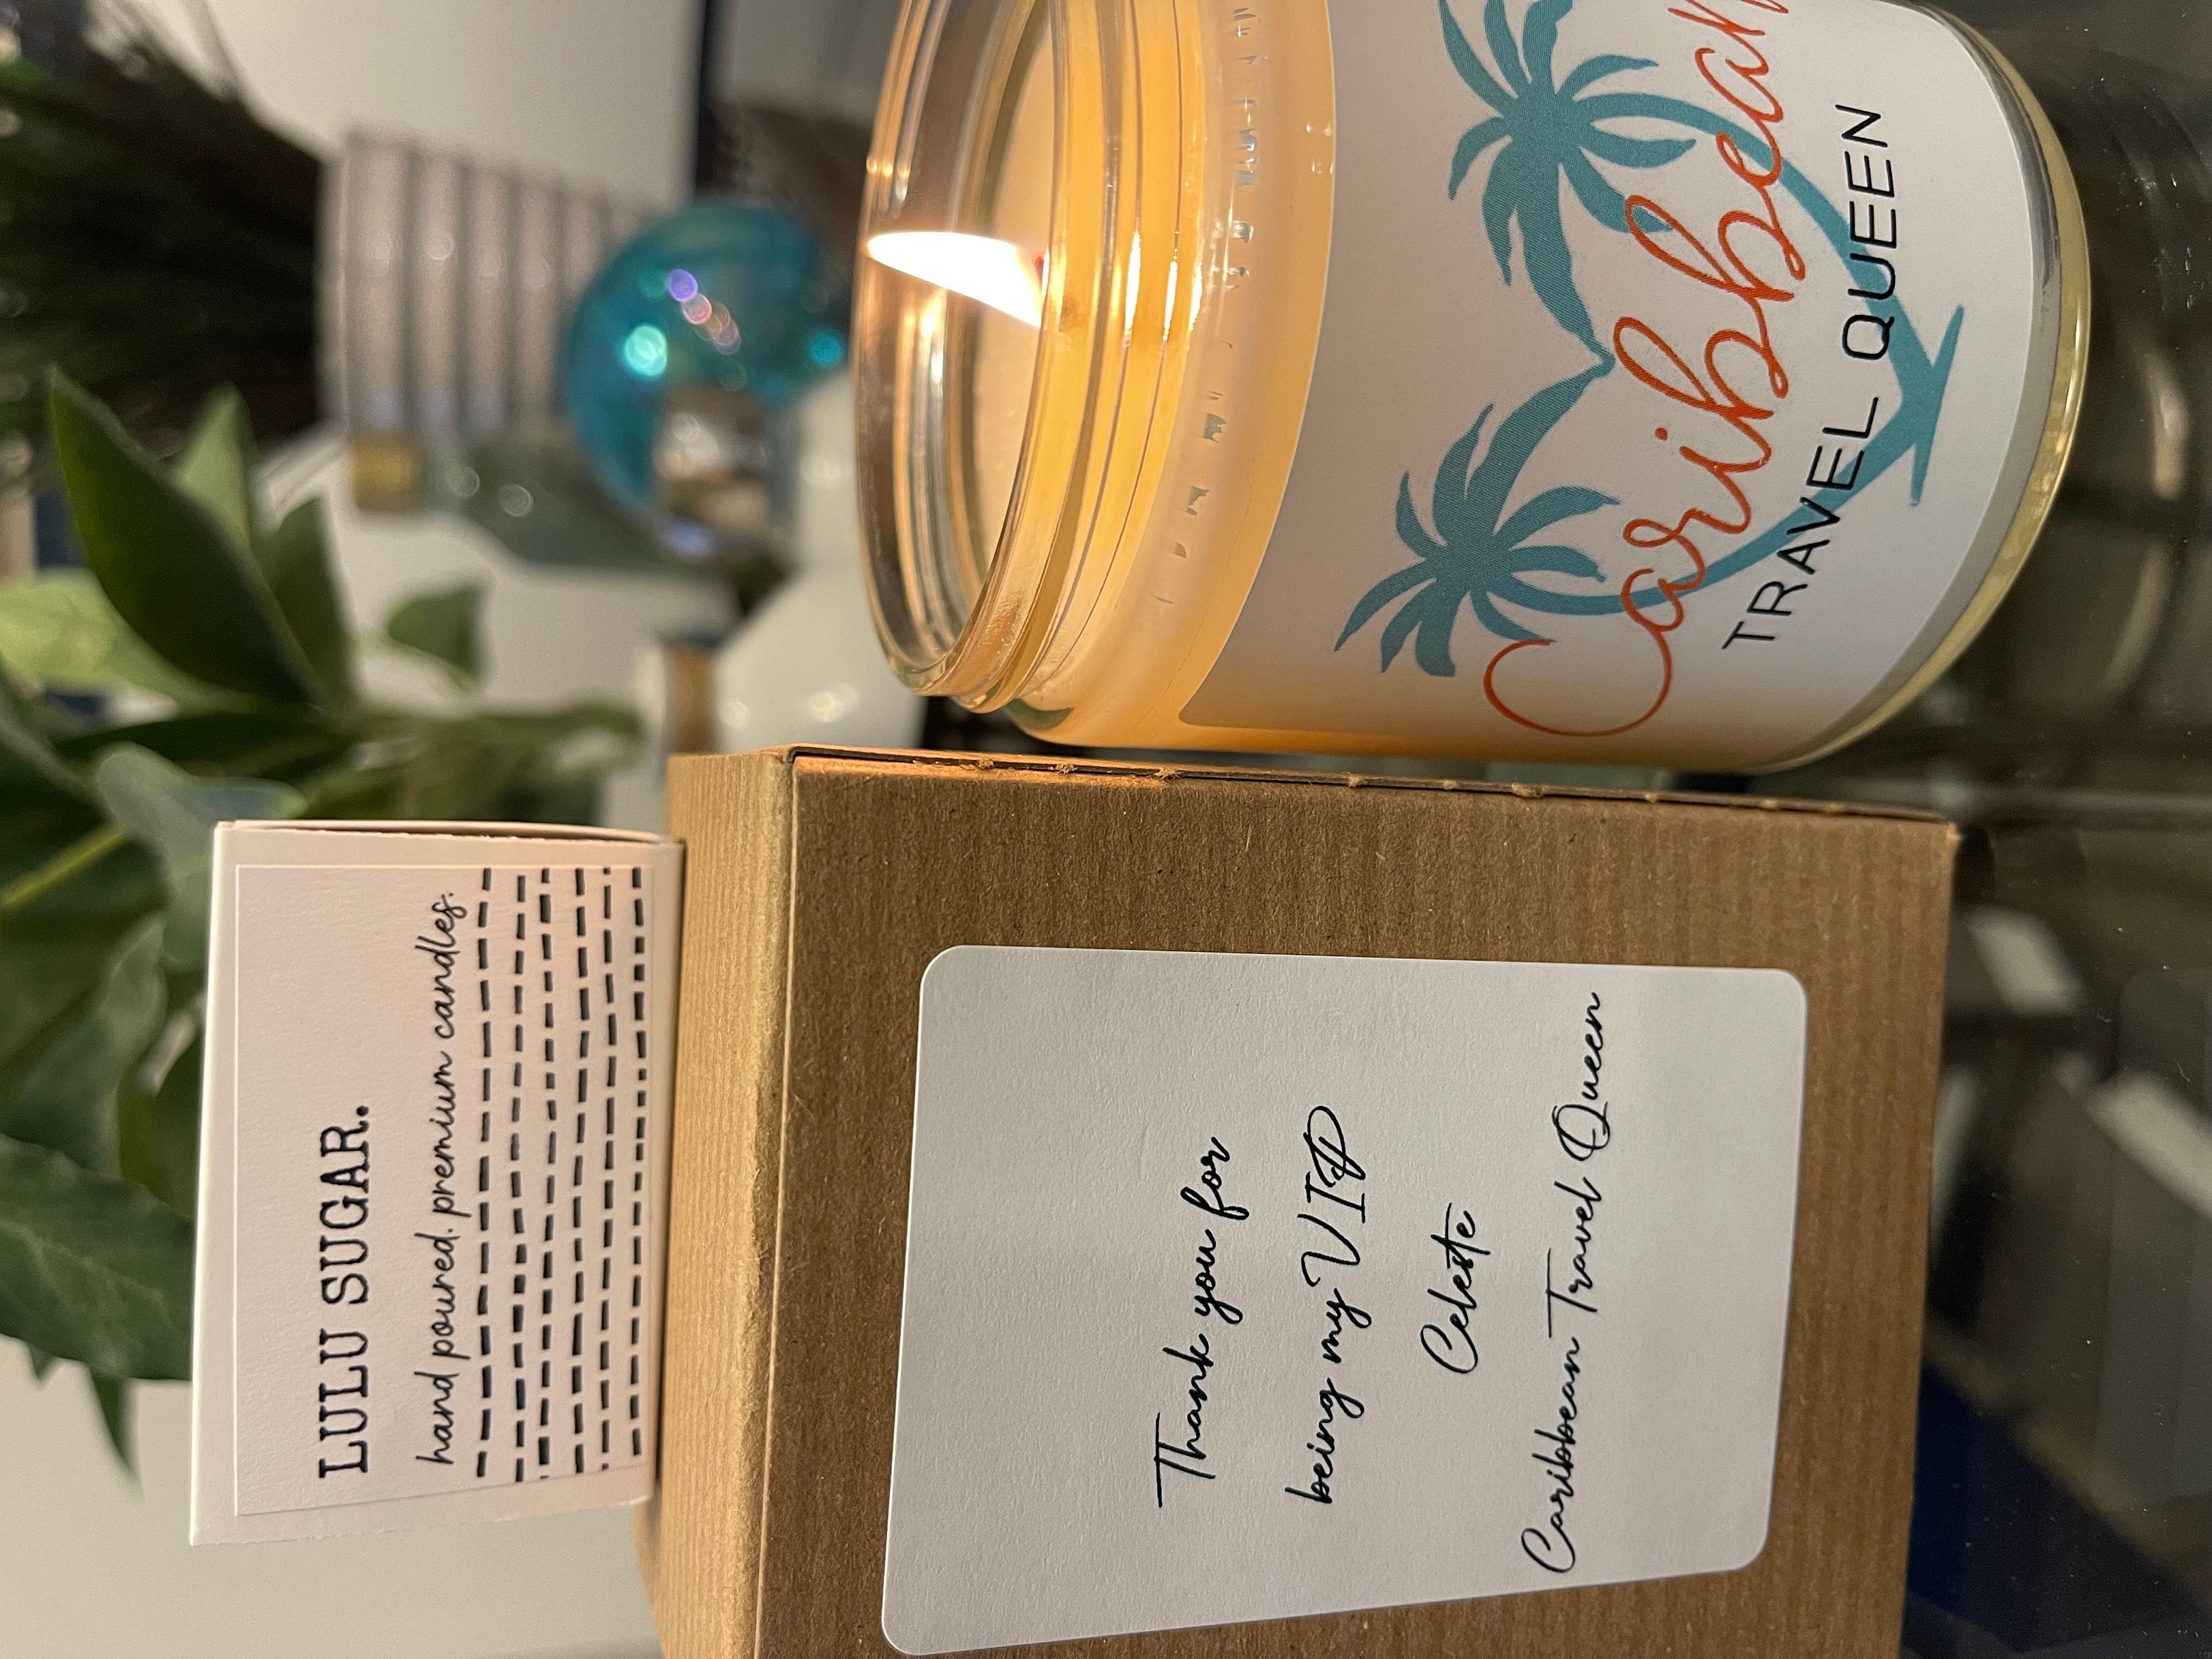 LULU SUGAR.
hand poured. premium candles.
Thank you for
being my VIP
Celeste
Caribbean Travel Queen
Caribbean
TRAVEL QUEEN